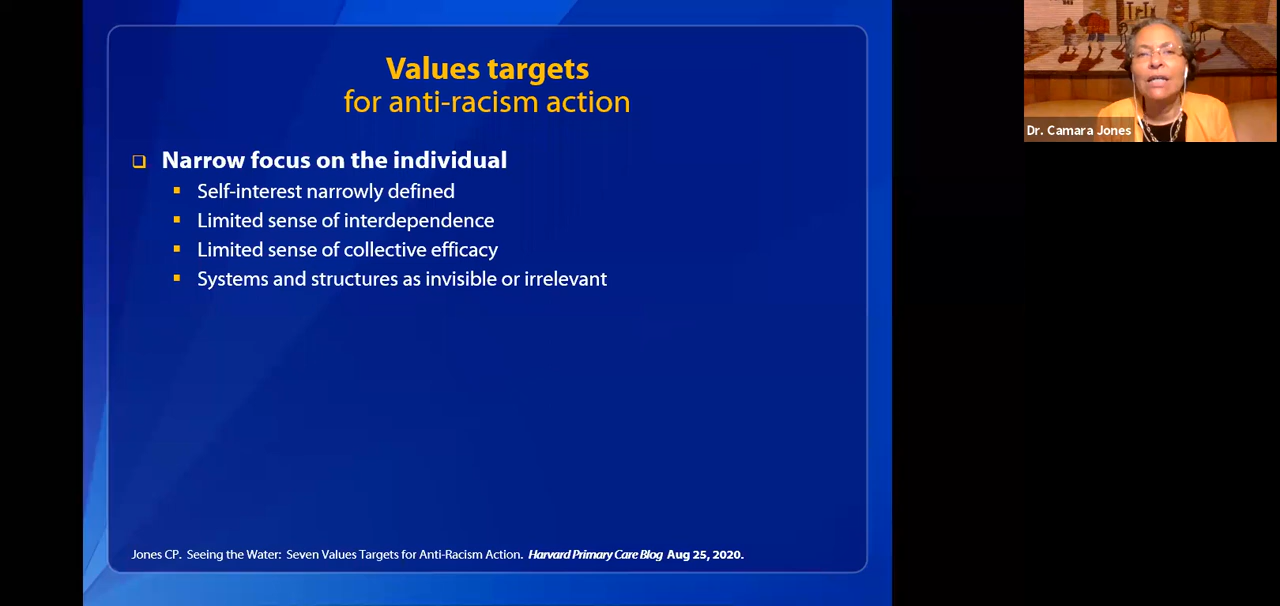 Values targets
for anti-racism action
Narrow focus on the individual
Self-interest narrowly defined
Limited sense of interdependence
Limited sense of collective efficacy
Systems and structures as invisible or irrelevant
Jones CP. Seeing the Water: Seven Values Targets for Anti-Racism Action. Harvard Primary Care Blog Aug 25, 2020.
Dr. Camara Jones